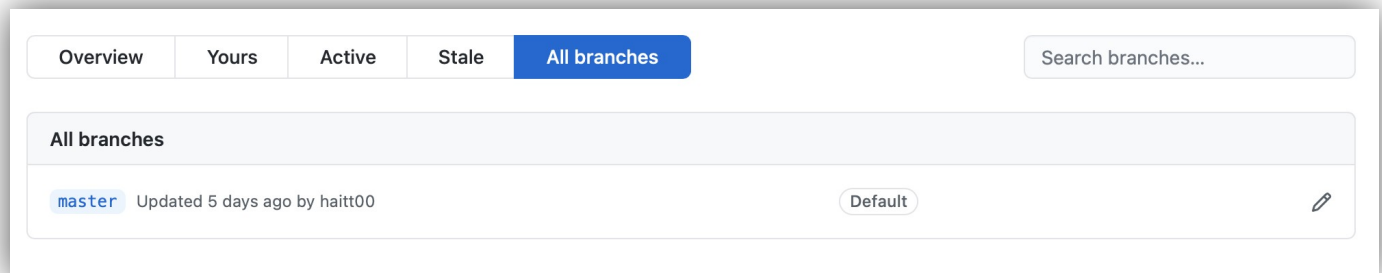 Overview Yours Active Stale All branches Search branches...
All branches
master Updated 5 days ago by haitt00 Default